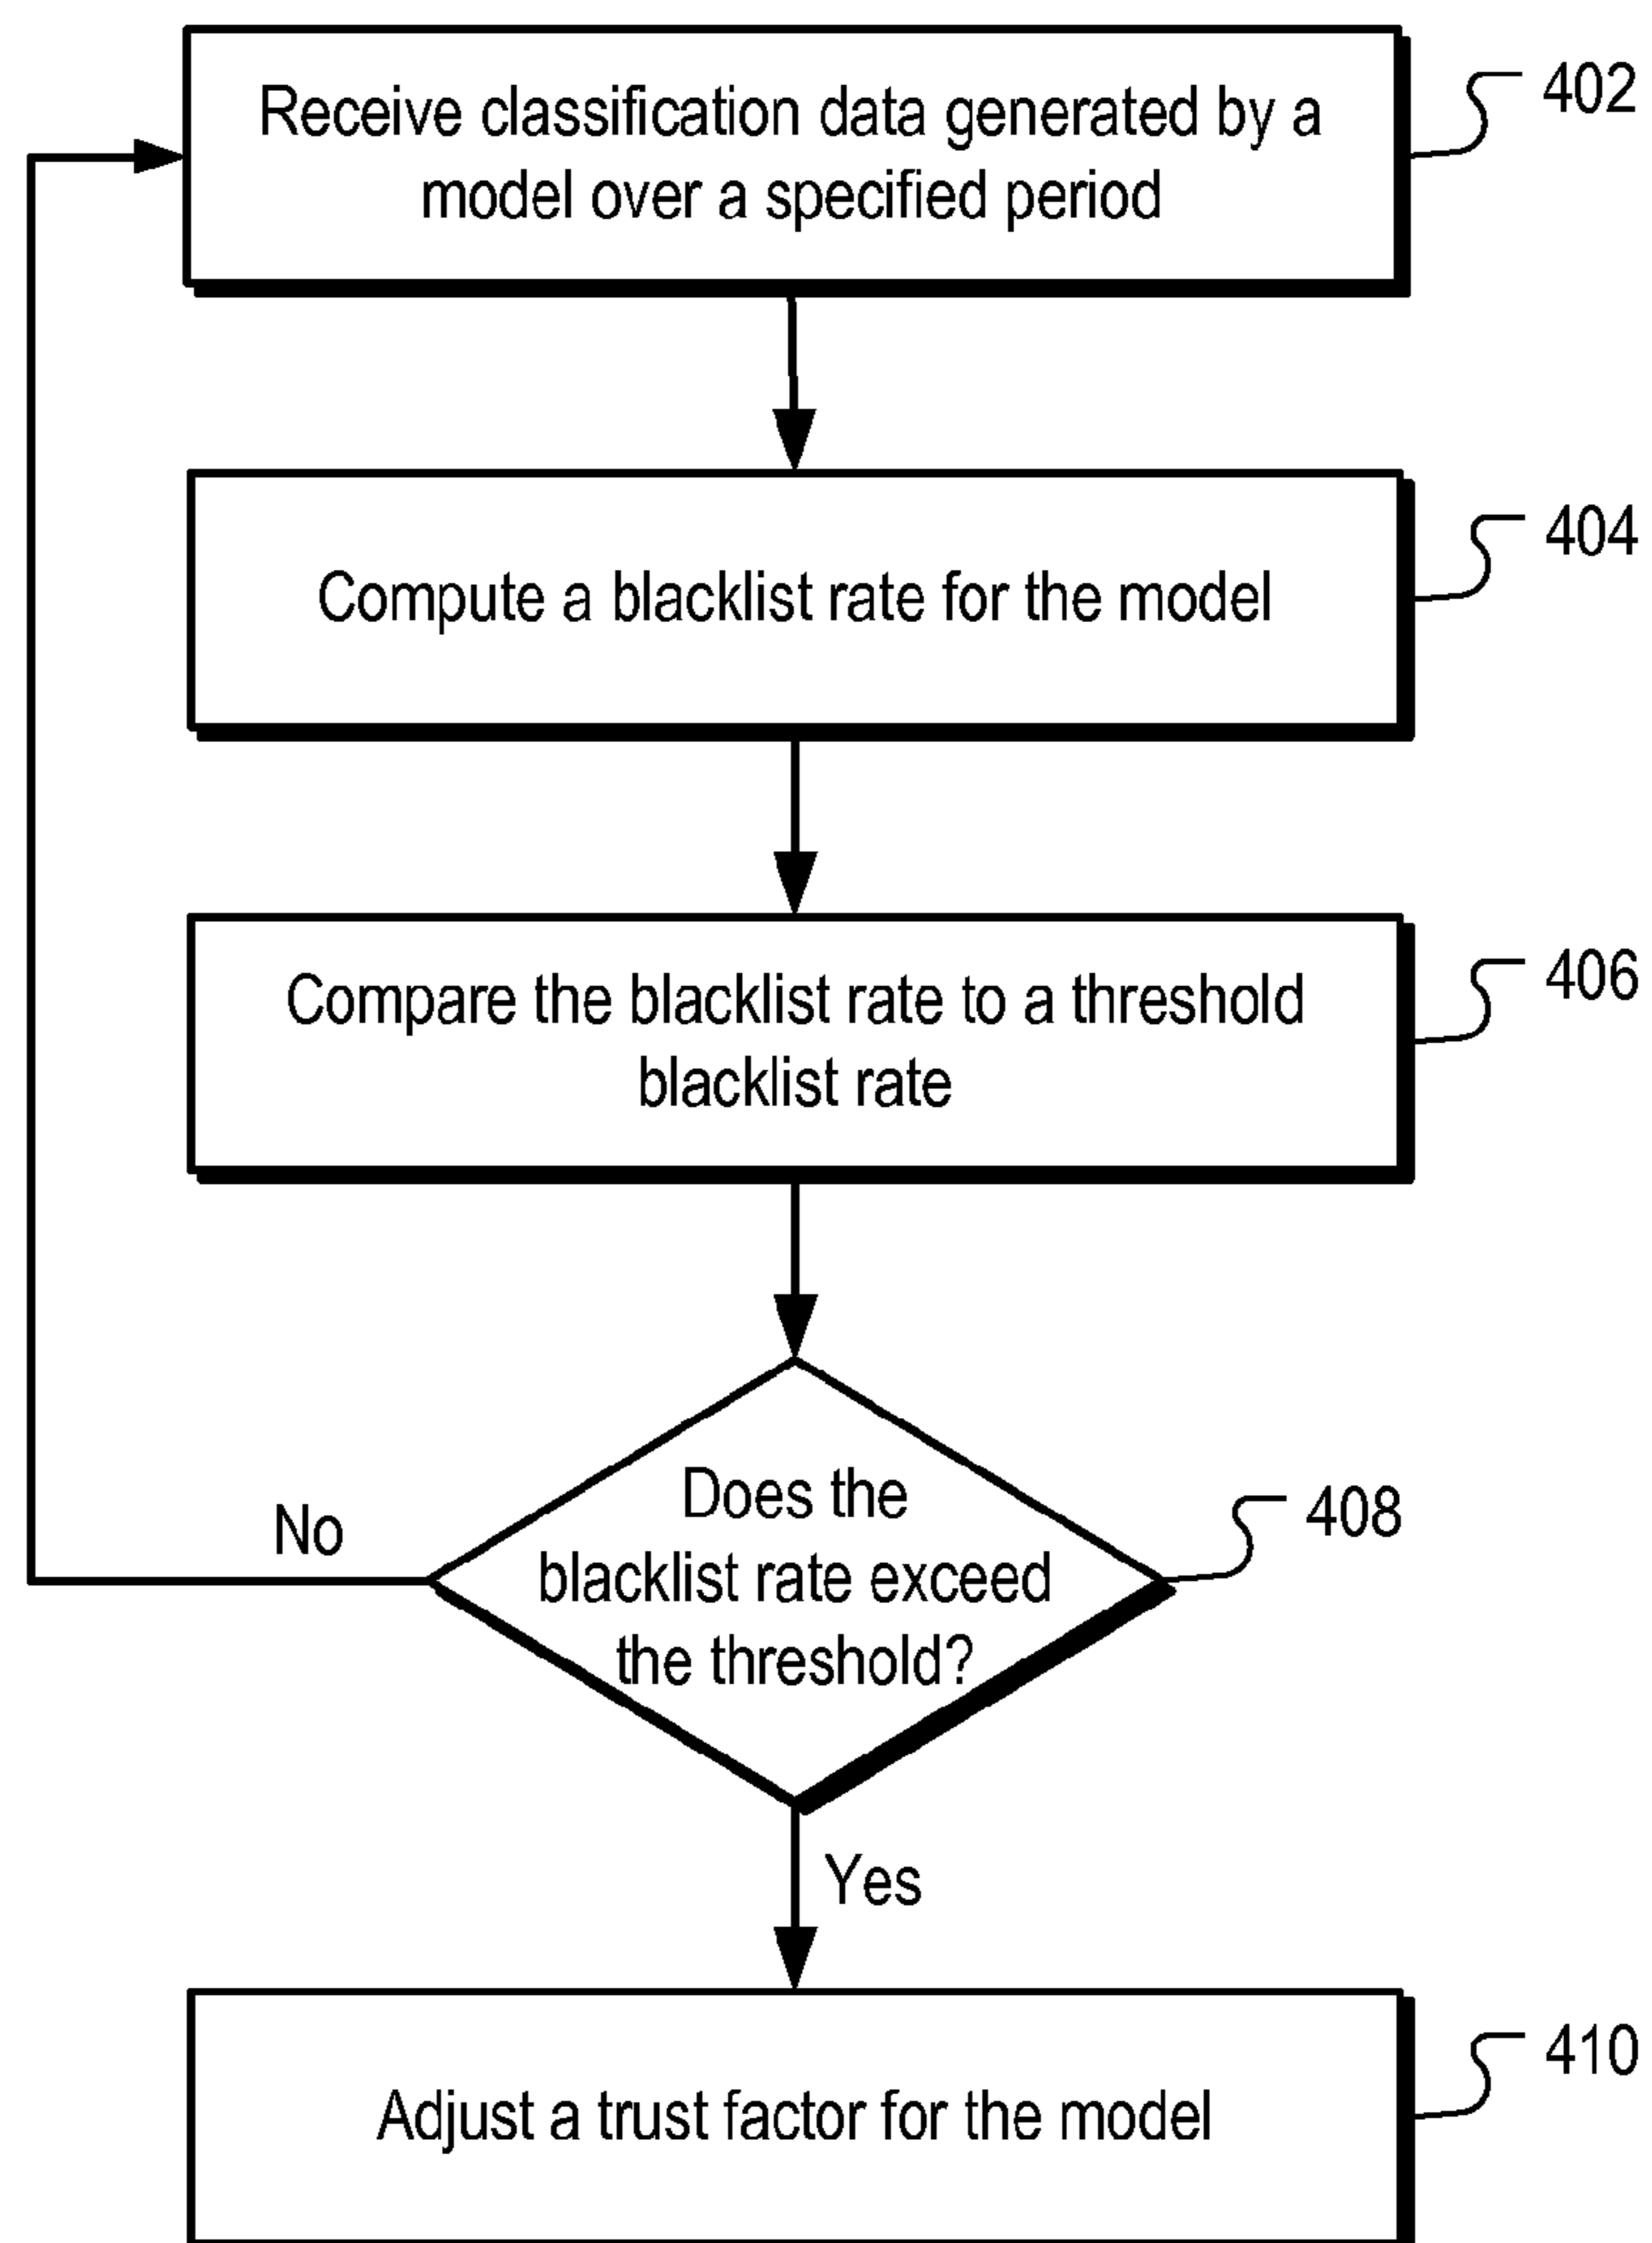 Receive classification data generated by a
model over a specified period
402
Compute a blacklist rate for the model
404
Compare the blacklist rate to a threshold
blacklist rate
406
Does the
blacklist rate exceed
the threshold?
408
No
Yes
Adjust a trust factor for the model
410